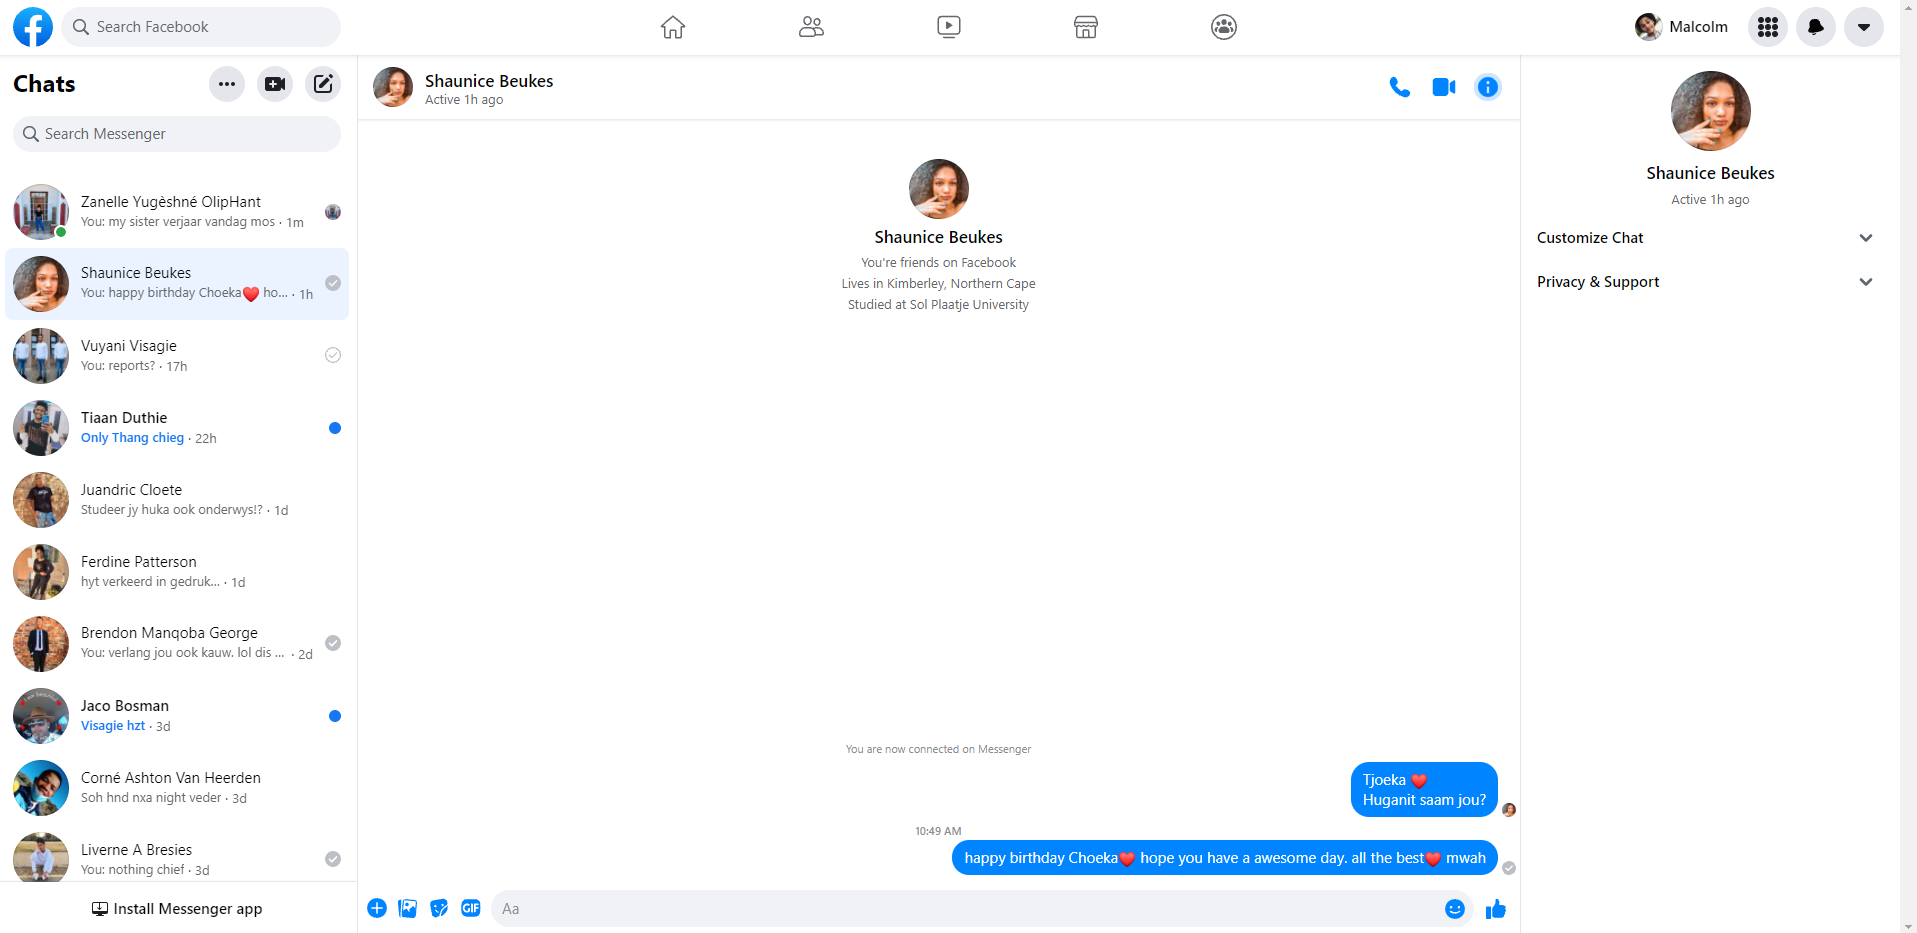 Search Facebook
Malcolm
Chats
Search Messenger
Zanelle Yugèshné OlipHant
You: my sister verjaar vandag mos · 1m
Shaunice Beukes
You: happy birthday Choeka❤️ ho... · 1h
Vuyani Visagie
You: reports? · 17h
Tiaan Duthie
Only Thang chieg · 22h
Juandric Cloete
Studeer jy huka ook onderwys!? · 1d
Ferdine Patterson
hyt verkeerd in gedruk... · 1d
Brendon Manqoba George
You: verlang jou ook kauw. lol dis ... · 2d
Jaco Bosman
Visagie hzt · 3d
Corné Ashton Van Heerden
Soh hnd nxa night veder · 3d
Liverne A Bresies
You: nothing chief · 3d
Install Messenger app
Shaunice Beukes
Active 1h ago
Shaunice Beukes
You're friends on Facebook
Lives in Kimberley, Northern Cape
Studied at Sol Plaatje University
You are now connected on Messenger
Tjoeka ❤️
Huganit saam jou?
10:49 AM
happy birthday Choeka❤️ hope you have a awesome day. all the best❤️ mwah
GIF
Aa
Shaunice Beukes
Active 1h ago
Customize Chat
Privacy & Support